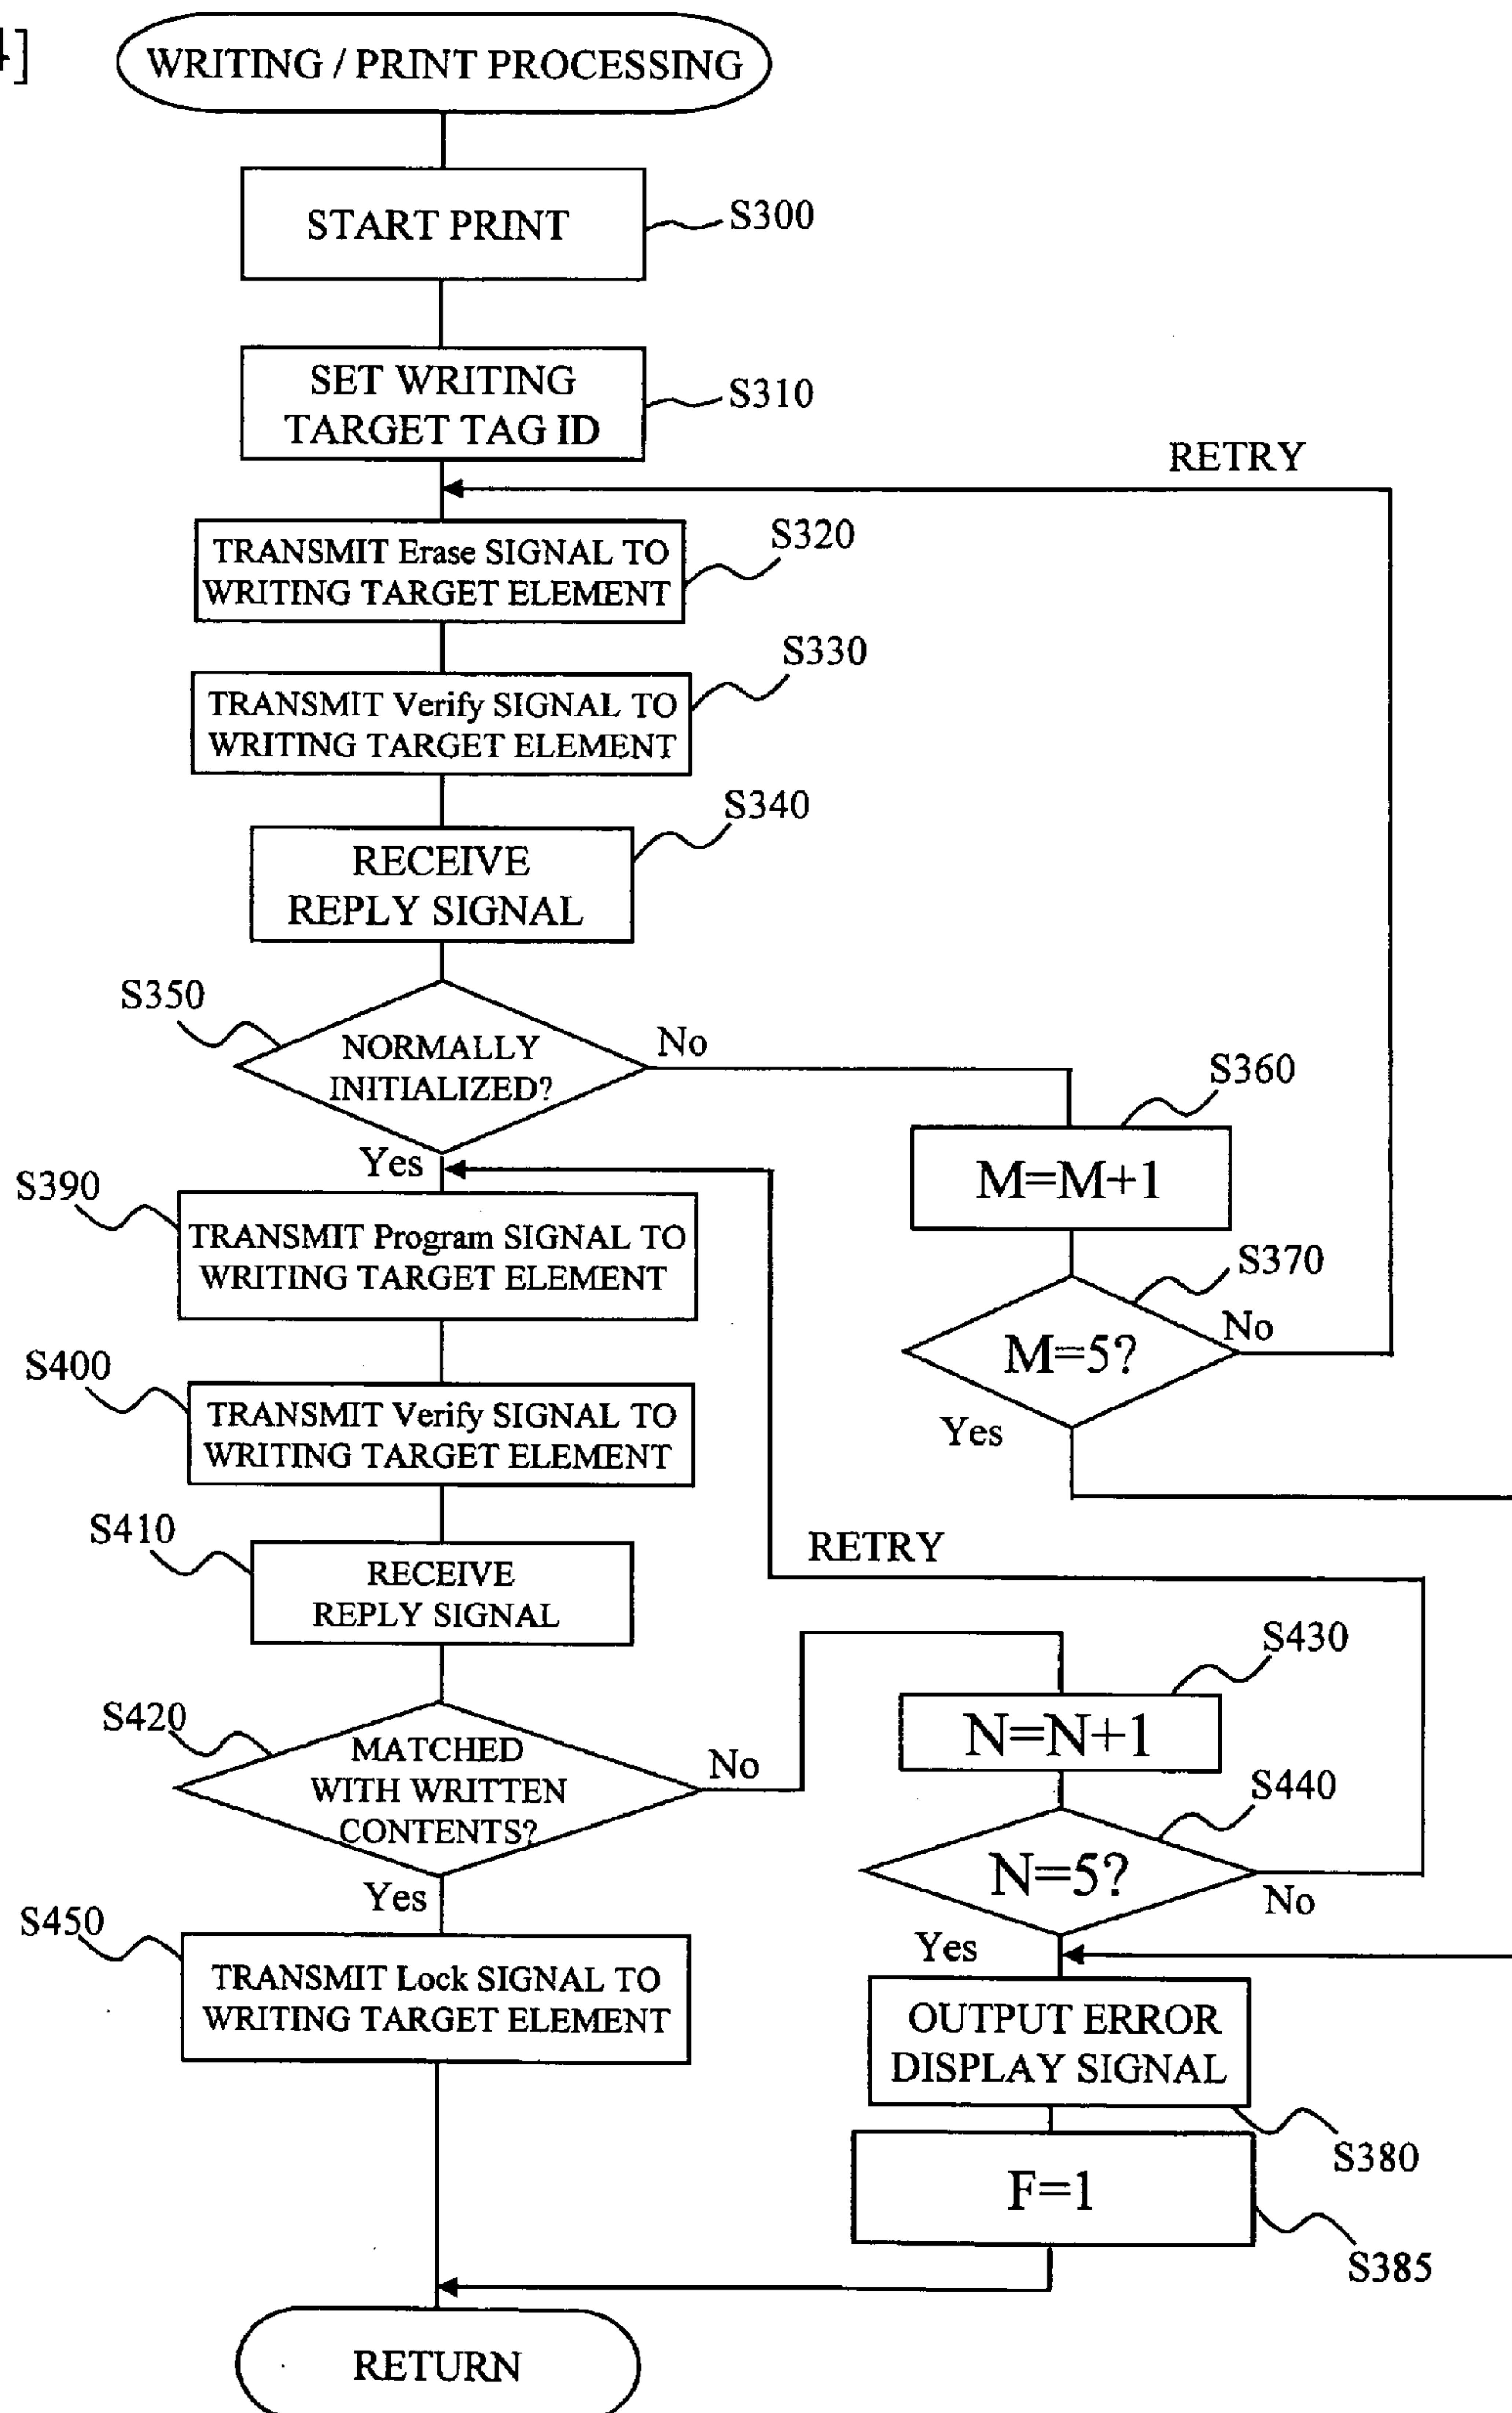 4]
WRITING / PRINT PROCESSING
START PRINT
S300
SET WRITING
TARGET TAG ID
S310
RETRY
TRANSMIT Erase SIGNAL TO
WRITING TARGET ELEMENT
S320
TRANSMIT Verify SIGNAL TO
WRITING TARGET ELEMENT
S330
RECEIVE
REPLY SIGNAL
S340
S350
NORMALLY
INITIALIZED?
No
Yes
S360
M=M+1
S370
M=5?
No
Yes
S390
TRANSMIT Program SIGNAL TO
WRITING TARGET ELEMENT
S400
TRANSMIT Verify SIGNAL TO
WRITING TARGET ELEMENT
S410
RECEIVE
REPLY SIGNAL
RETRY
S420
MATCHED
WITH WRITTEN
CONTENTS?
No
Yes
S430
N=N+1
S440
N=5?
No
Yes
S450
TRANSMIT Lock SIGNAL TO
WRITING TARGET ELEMENT
OUTPUT ERROR
DISPLAY SIGNAL
S380
F=1
S385
RETURN